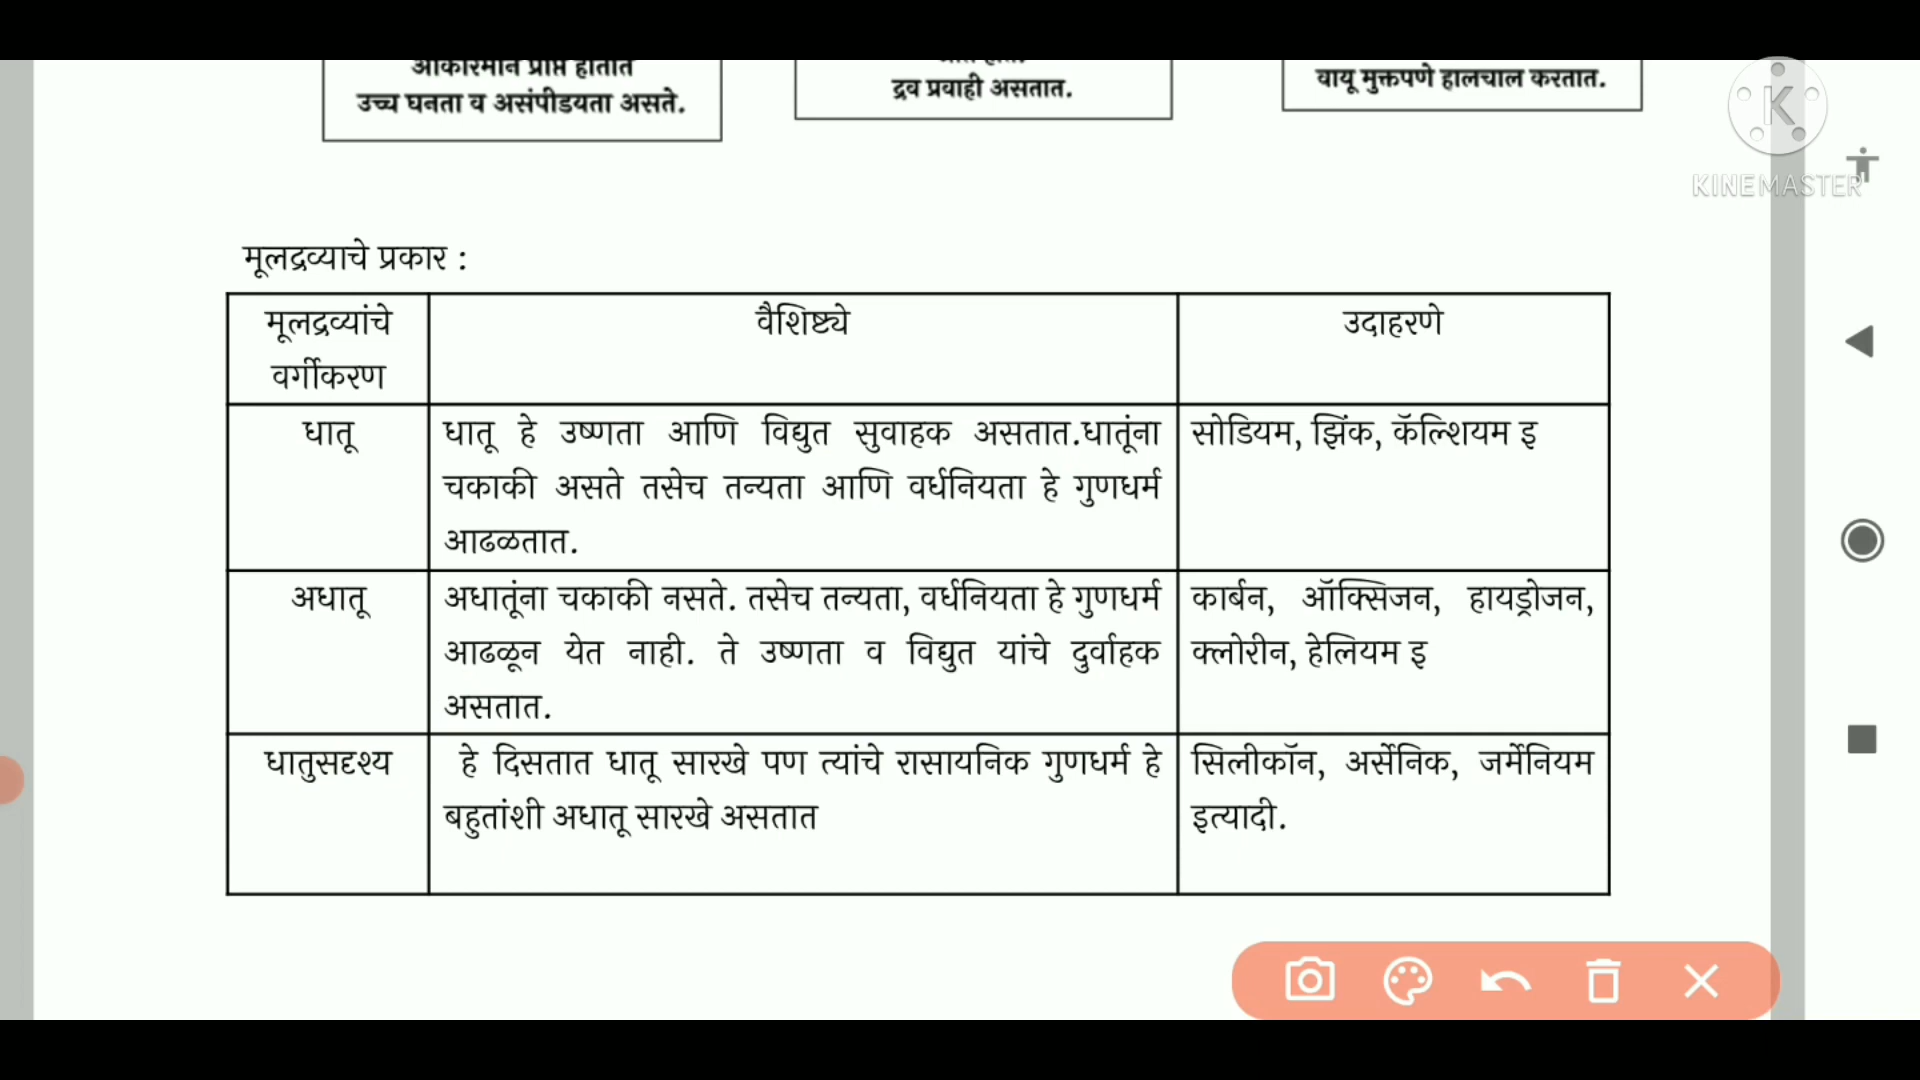 आकारमान प्राप्त होतात
उच्च घनता व असंपीडयता असते.
द्रव प्रवाही असतात.
वायू मुक्तपणे हालचाल करतात.
K
KINEMASTER
मूलद्रव्याचे प्रकार :
मूलद्रव्यांचे
वर्गीकरण
वैशिष्ट्ये
उदाहरणे
धातू
धातू हे उष्णता आणि विद्युत सुवाहक असतात.धातूंना
चकाकी असते तसेच तन्यता आणि वर्धनियता हे गुणधर्म
आढळतात.
सोडियम, झिंक, कॅल्शियम इ
अधातू
अधातूंना चकाकी नसते. तसेच तन्यता, वर्धनियता हे गुणधर्म
आढळून येत नाही. ते उष्णता व विद्युत यांचे दुर्वाहक
असतात.
कार्बन, ऑक्सिजन, हायड्रोजन,
क्लोरीन, हेलियम इ
धातुसदृश्य
हे दिसतात धातू सारखे पण त्यांचे रासायनिक गुणधर्म हे
बहुतांशी अधातू सारखे असतात
सिलीकॉन, अर्सेनिक, जर्मेनियम
इत्यादी.